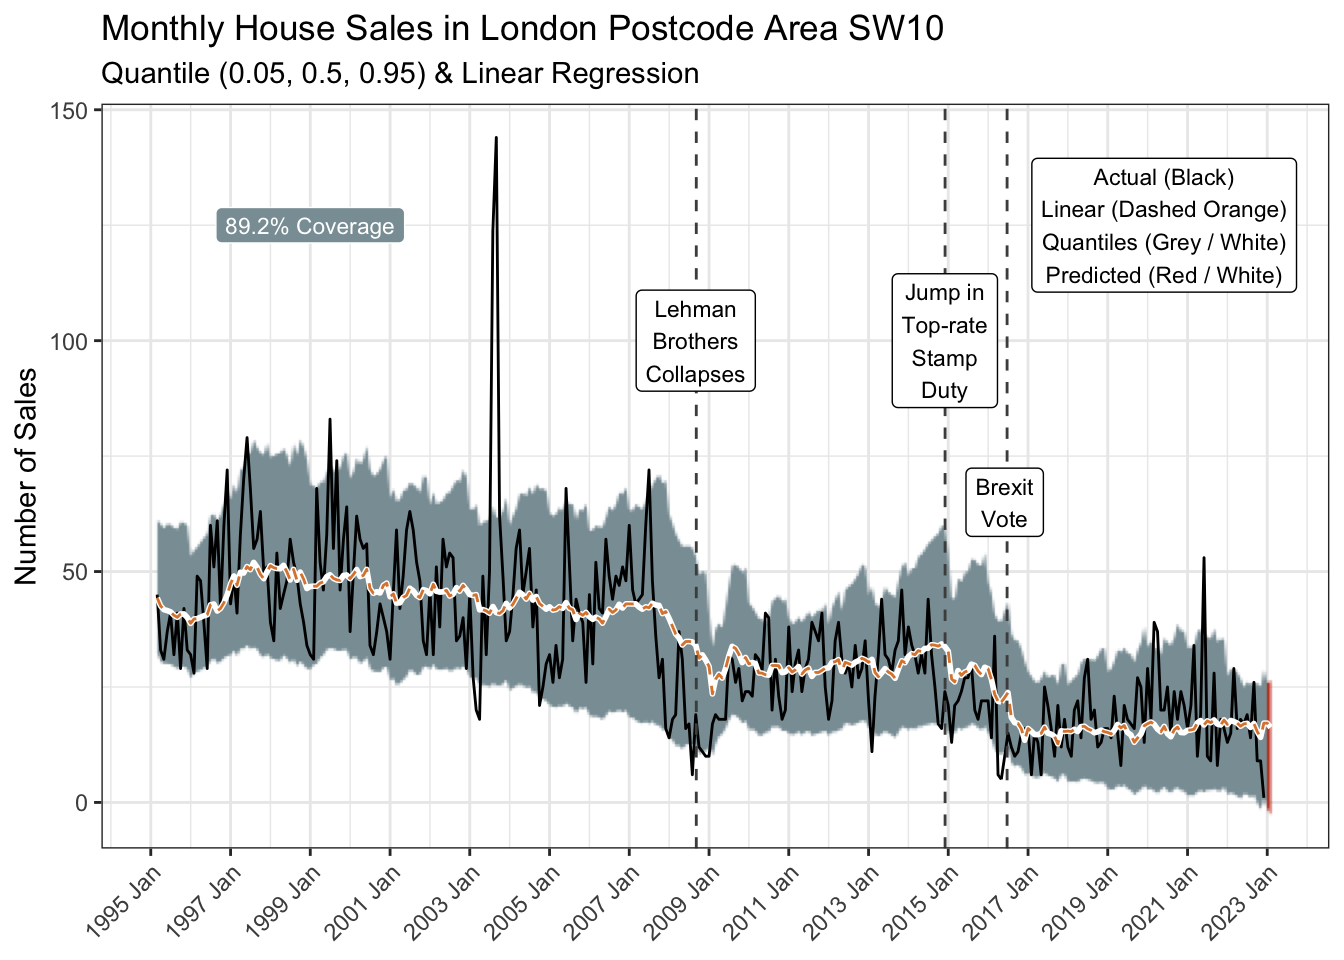 Monthly House Sales in London Postcode Area SW10
Quantile (0.05, 0.5, 0.95) & Linear Regression
Number of Sales
150
100
50
0
89.2% Coverage
Lehman
Brothers
Collapses
Jump in
Top-rate
Stamp
Duty
Brexit
Vote
Actual (Black)
Linear (Dashed Orange)
Quantiles (Grey / White)
Predicted (Red / White)
1995 Jan
1997 Jan
1999 Jan
2001 Jan
2003 Jan
2005 Jan
2007 Jan
2009 Jan
2011 Jan
2013 Jan
2015 Jan
2017 Jan
2019 Jan
2021 Jan
2023 Jan